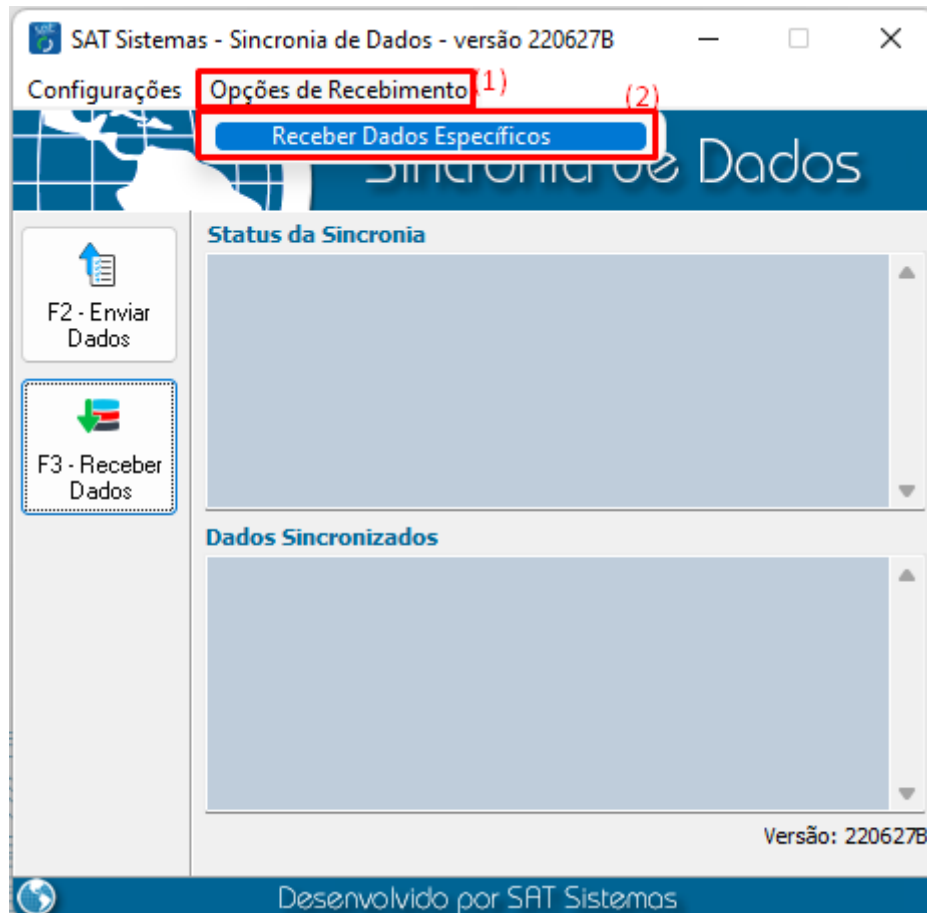 SAT Sistemas - Sincronia de Dados - versão 220627B
Configurações Opções de Recebimento (1)
(2)
Receber Dados Específicos
Sincronia de Dados
Status da Sincronia
F2 - Enviar
Dados
F3 - Receber
Dados
Dados Sincronizados
Versão: 220627B
Desenvolvido por SAT Sistemas